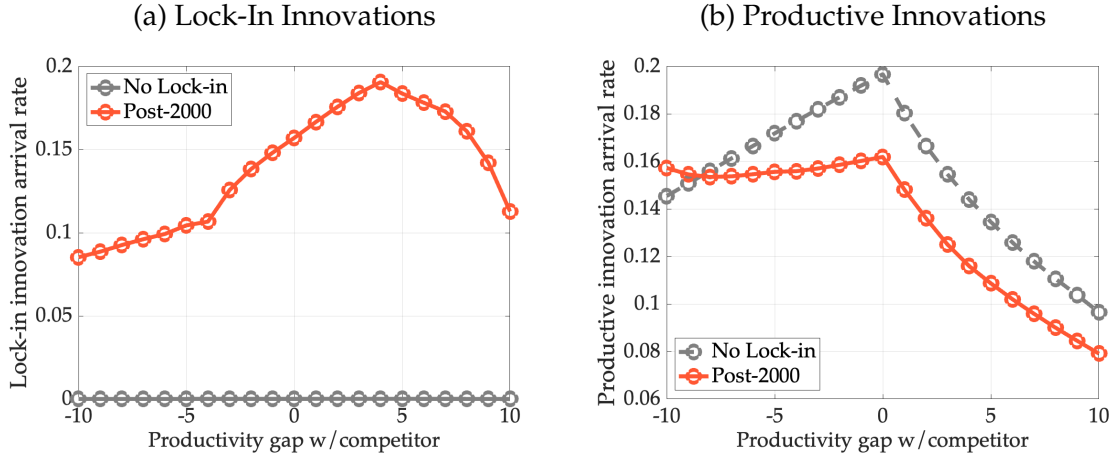 (a) Lock-In Innovations
Lock-in innovation arrival rate
0.2
0.15
0.1
0.05
0
No Lock-in
Post-2000
-10 -5 0 5 10
Productivity gap w/competitor
(b) Productive Innovations
Productive innovation arrival rate
0.2
0.18
0.16
0.14
0.12
0.1
0.08
0.06
No Lock-in
Post-2000
-10 -5 0 5 10
Productivity gap w/competitor